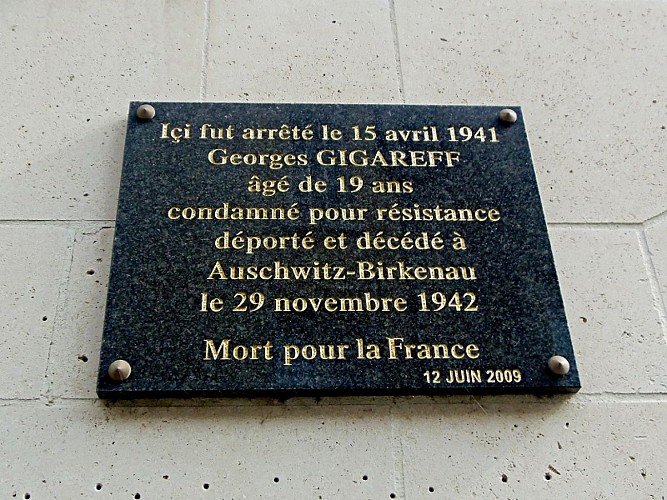 Içi fut arrêté le 15 avril 1941
Georges GIGAREFF
âgé de 19 ans
condamné pour résistance
déporté et décédé à
Auschwitz-Birkenau
le 29 novembre 1942
Mort pour la France
12 JUIN 2009